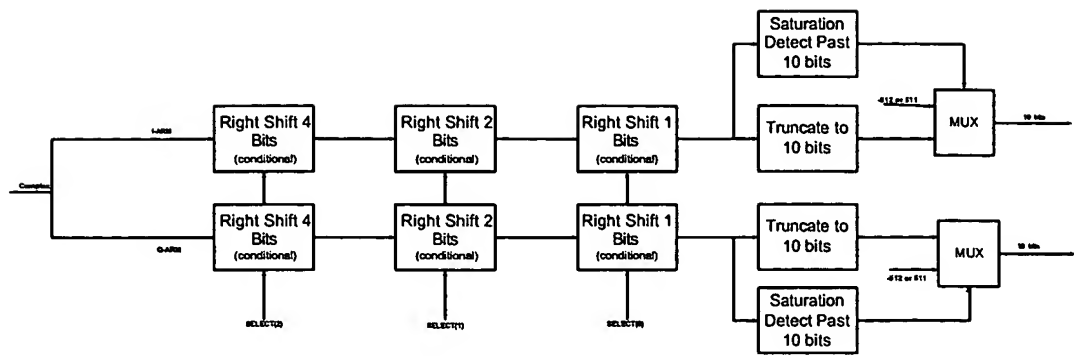 Saturation
Detect Past
10 bits
-512 or 511
MUX
10 bits
I-ARM
Right Shift 4
Bits
(conditional)
Right Shift 2
Bits
(conditional)
Right Shift 1
Bits
(conditional)
Truncate to
10 bits
Complex
Right Shift 4
Bits
(conditional)
Right Shift 2
Bits
(conditional)
Right Shift 1
Bits
(conditional)
Truncate to
10 bits
Q-ARM
MUX
10 bits
-512 or 511
Saturation
Detect Past
10 bits
SELECT(2)
SELECT(1)
SELECT(0)